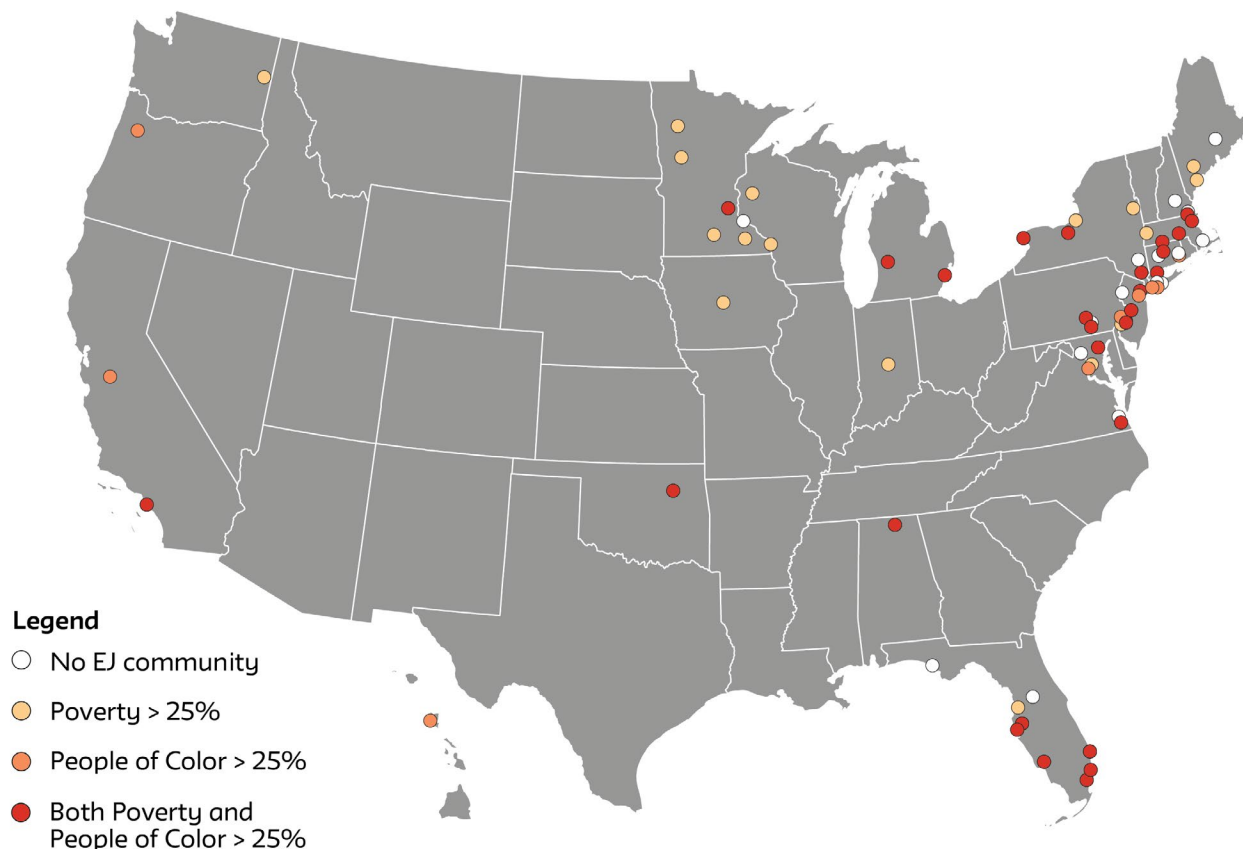 Legend
No EJ community
Poverty > 25%
People of Color > 25%
Both Poverty and
People of Color > 25%